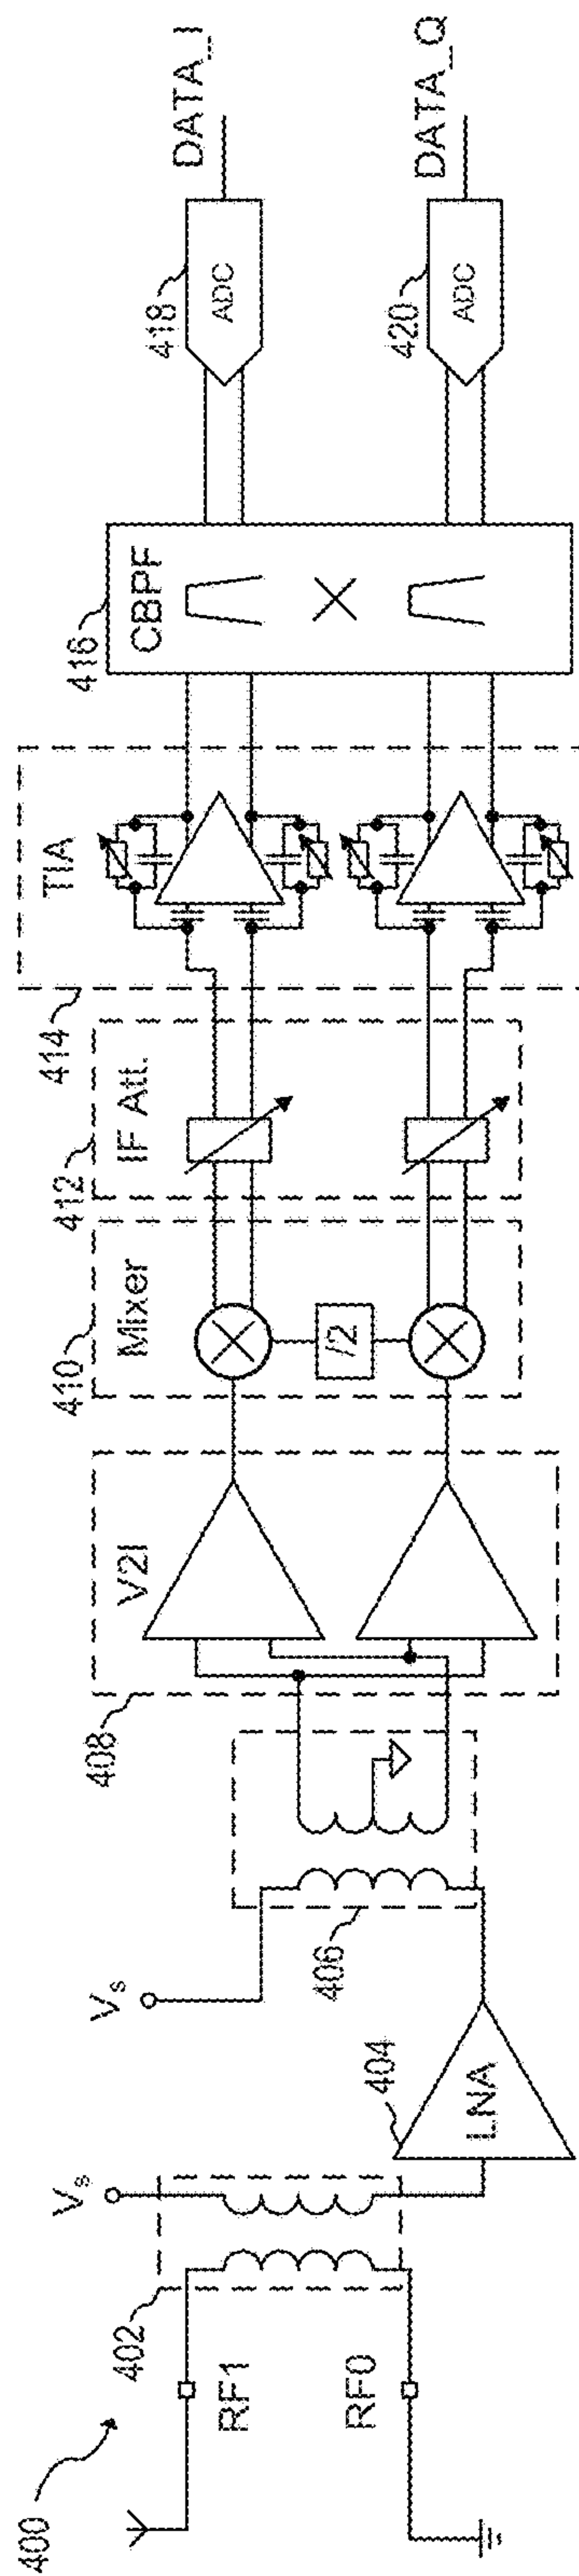 400
RF1
RF0
402
Vs
404
LNA
Vs
406
408
V2I
410
Mixer
/2
412
IF Att.
414
TIA
416
CBPF
418
ADC
DATA_I
420
ADC
DATA_Q